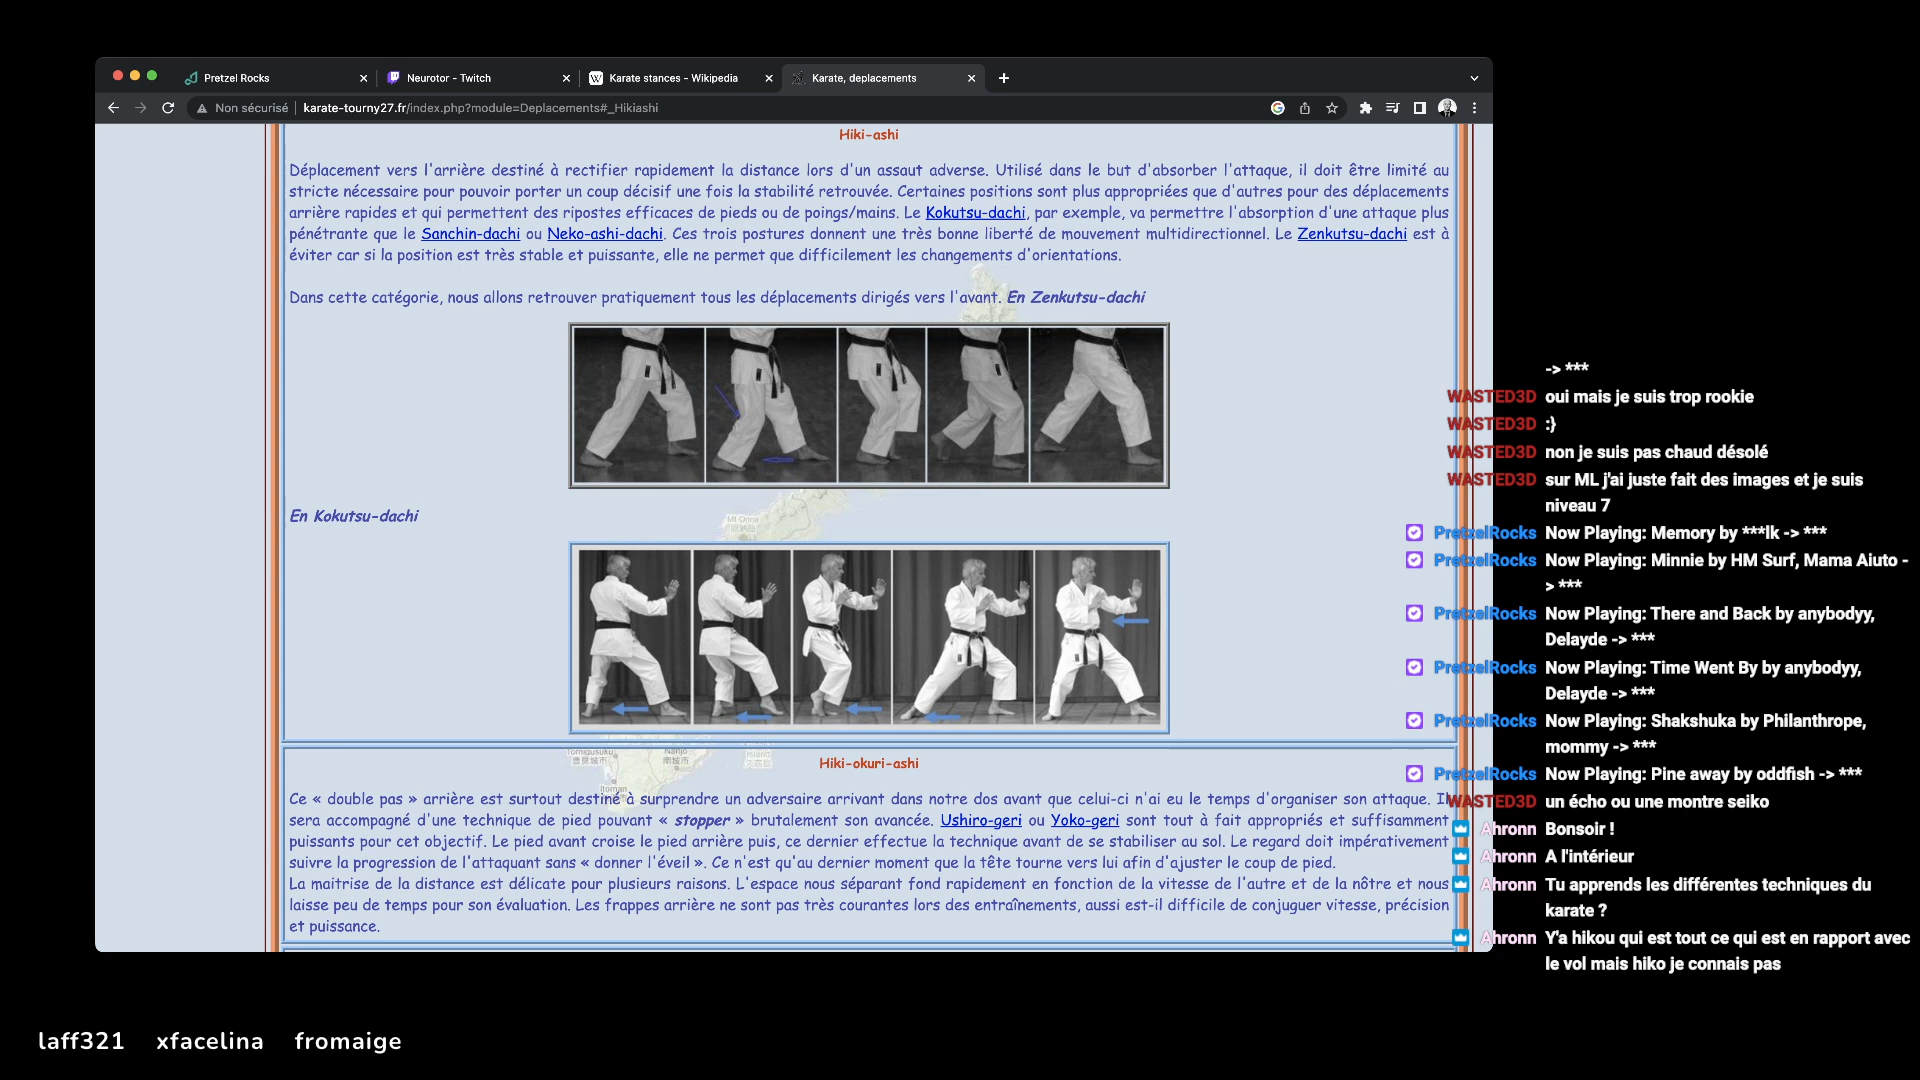 Pretzel Rocks
Neurotor - Twitch
Karate stances - Wikipedia
Karate, deplacements
Non sécurisé karate-tourny27.fr/index.php?module=Deplacements#_Hikiashi
Hiki-ashi
Déplacement vers l'arrière destiné à rectifier rapidement la distance lors d'un assaut adverse. Utilisé dans le but d'absorber l'attaque, il doit être limité au
stricte nécessaire pour pouvoir porter un coup décisif une fois la stabilité retrouvée. Certaines positions sont plus appropriées que d'autres pour des déplacements
arrière rapides et qui permettent des ripostes efficaces de pieds ou de poings/mains. Le Kokutsu-dachi, par exemple, va permettre l'absorption d'une attaque plus
pénétrante que le Sanchin-dachi ou Neko-ashi-dachi. Ces trois postures donnent une très bonne liberté de mouvement multidirectionnel. Le Zenkutsu-dachi est à
éviter car si la position est très stable et puissante, elle ne permet que difficilement les changements d'orientations.
Dans cette catégorie, nous allons retrouver pratiquement tous les déplacements dirigés vers l'avant. En Zenkutsu-dachi
En Kokutsu-dachi
Mt Onna
Tomigusuku
豊見城市
Nanjo
南城市
Island
Itoman
Hiki-okuri-ashi
Ce « double pas » arrière est surtout destiné à surprendre un adversaire arrivant dans notre dos avant que celui-ci n'ai eu le temps d'organiser son attaque. Il
sera accompagné d'une technique de pied pouvant « stopper » brutalement son avancée. Ushiro-geri ou Yoko-geri sont tout à fait appropriés et suffisamment
puissants pour cet objectif. Le pied avant croise le pied arrière puis, ce dernier effectue la technique avant de se stabiliser au sol. Le regard doit impérativement
suivre la progression de l'attaquant sans « donner l'éveil ». Ce n'est qu'au dernier moment que la tête tourne vers lui afin d'ajuster le coup de pied.
La maitrise de la distance est délicate pour plusieurs raisons. L'espace nous séparant fond rapidement en fonction de la vitesse de l'autre et de la nôtre et nous
laisse peu de temps pour son évaluation. Les frappes arrière ne sont pas très courantes lors des entraînements, aussi est-il difficile de conjuguer vitesse, précision
et puissance.
-> ***
WASTED3D oui mais je suis trop rookie
WASTED3D :}
WASTED3D non je suis pas chaud désolé
WASTED3D sur ML j'ai juste fait des images et je suis
niveau 7
PretzelRocks Now Playing: Memory by ***lk -> ***
PretzelRocks Now Playing: Minnie by HM Surf, Mama Aiuto -
> ***
PretzelRocks Now Playing: There and Back by anybodyy,
Delayde -> ***
PretzelRocks Now Playing: Time Went By by anybodyy,
Delayde -> ***
PretzelRocks Now Playing: Shakshuka by Philanthrope,
mommy -> ***
PretzelRocks Now Playing: Pine away by oddfish -> ***
WASTED3D un écho ou une montre seiko
Ahronn Bonsoir !
Ahronn A l'intérieur
Ahronn Tu apprends les différentes techniques du
karate ?
Ahronn Y'a hikou qui est tout ce qui est en rapport avec
le vol mais hiko je connais pas
laff321 xfacelina fromaige